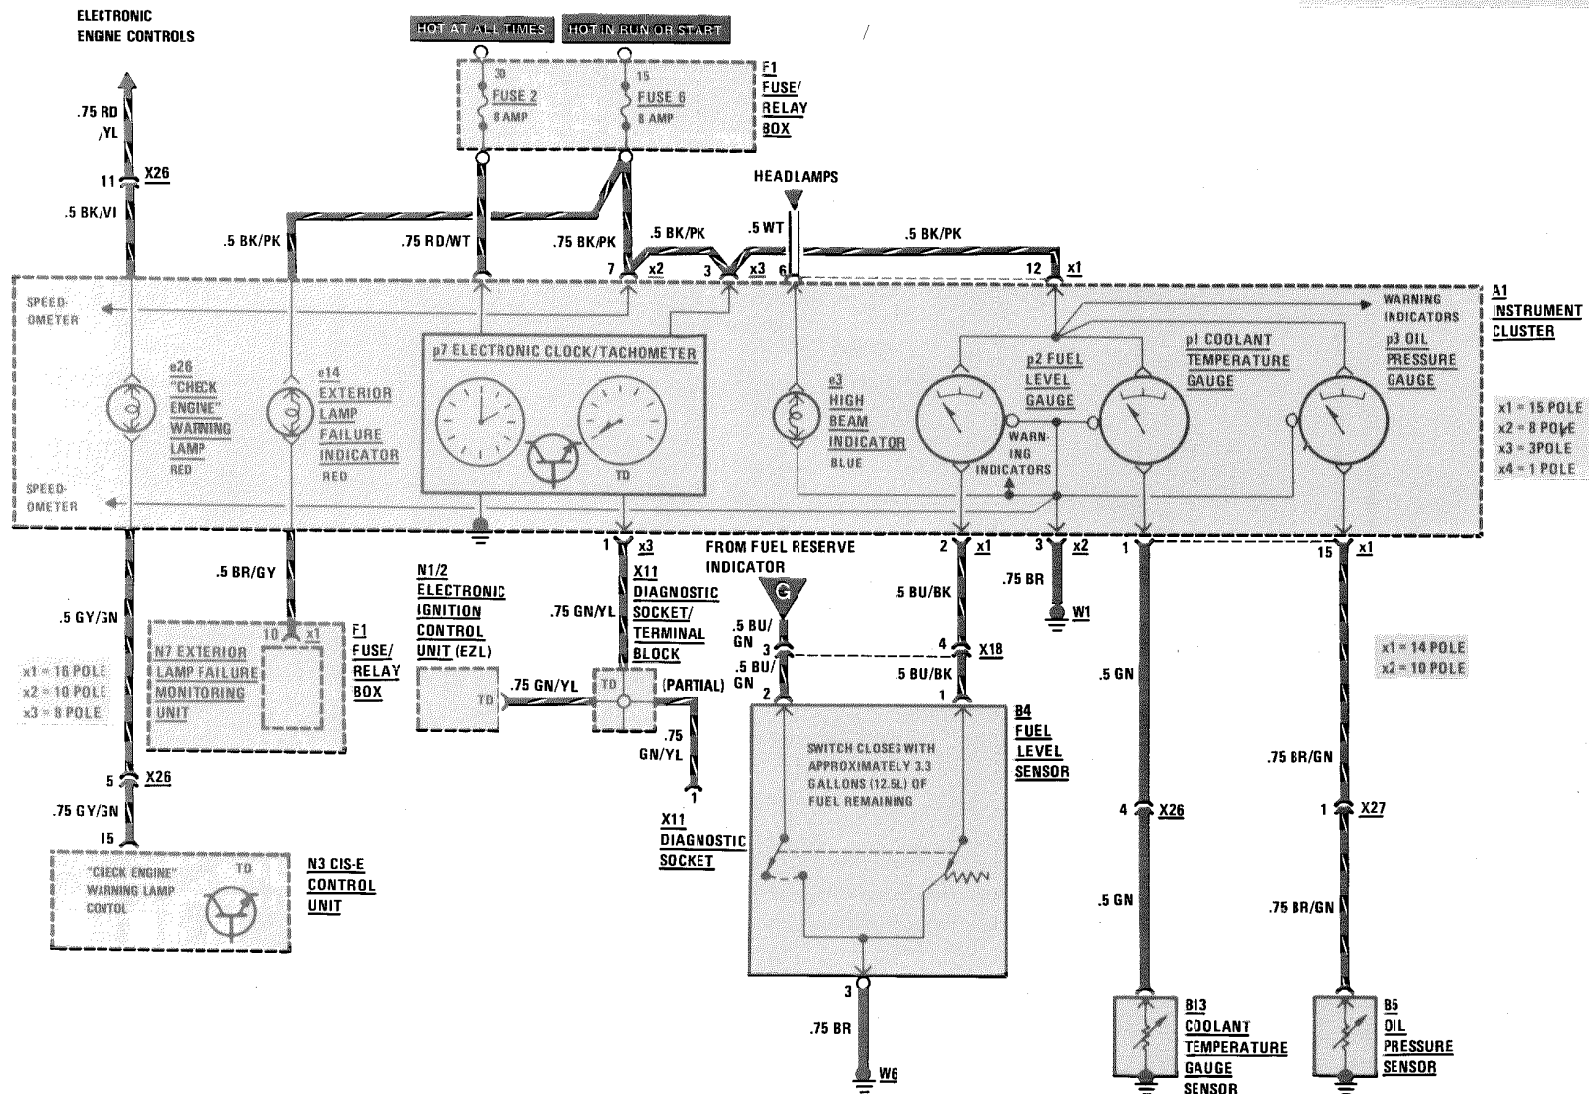 ELECTRONIC
ENGINE CONTROLS
HOT AT ALL TIMES
HOT IN RUN OR START
30
FUSE 2
8 AMP
15
FUSE 6
8 AMP
F1
FUSE/
RELAY
BOX
.75 RD
/YL
11
X26
.5 BK/VI
.5 BK/PK
.75 RD/WT
.75 BK/PK
.5 BK/PK
HEADLAMPS
.5 WT
.5 BK/PK
7
x2
3
x3
6
12
x1
A1
INSTRUMENT
CLUSTER
SPEED-
OMETER
e26
"CHECK
ENGINE"
WARNING
LAMP
RED
e14
EXTERIOR
LAMP
FAILURE
INDICATOR
RED
p7 ELECTRONIC CLOCK/TACHOMETER
TD
e3
HIGH
BEAM
INDICATOR
BLUE
p2 FUEL
LEVEL
GAUGE
WARN-
ING
INDICATORS
p1 COOLANT
TEMPERATURE
GAUGE
WARNING
INDICATORS
p3 OIL
PRESSURE
GAUGE
x1 = 15 POLE
x2 = 8 POLE
x3 = 3POLE
x4 = 1 POLE
SPEED-
OMETER
.5 BR/GY
.5 GY/GN
x1 = 16 POLE
x2 = 10 POLE
x3 = 8 POLE
10
x1
N7 EXTERIOR
LAMP FAILURE
MONITORING
UNIT
F1
FUSE/
RELAY
BOX
5
X26
.75 GY/GN
15
"CHECK ENGINE"
WARNING LAMP
CONTOL
TD
N3 CIS-E
CONTROL
UNIT
N1/2
ELECTRONIC
IGNITION
CONTROL
UNIT (EZL)
TD
.75 GN/YL
1
x3
X11
DIAGNOSTIC
SOCKET/
TERMINAL
BLOCK
.75 GN/YL
TD
(PARTIAL)
.75
GN/YL
1
X11
DIAGNOSTIC
SOCKET
FROM FUEL RESERVE
INDICATOR
G
.5 BU/
GN
3
.5 BU/
GN
2
2
x1
.5 BU/BK
4
X18
.5 BU/BK
1
3
x2
.75 BR
W1
B4
FUEL
LEVEL
SENSOR
SWITCH CLOSES WITH
APPROXIMATELY 3.3
GALLONS (12.5L) OF
FUEL REMAINING
3
.75 BR
W6
1
15
x1
.5 GN
x1 = 14 POLE
x2 = 10 POLE
.75 BR/GN
4
X26
1
X27
.5 GN
.75 BR/GN
B13
COOLANT
TEMPERATURE
GAUGE
SENSOR
B5
OIL
PRESSURE
SENSOR